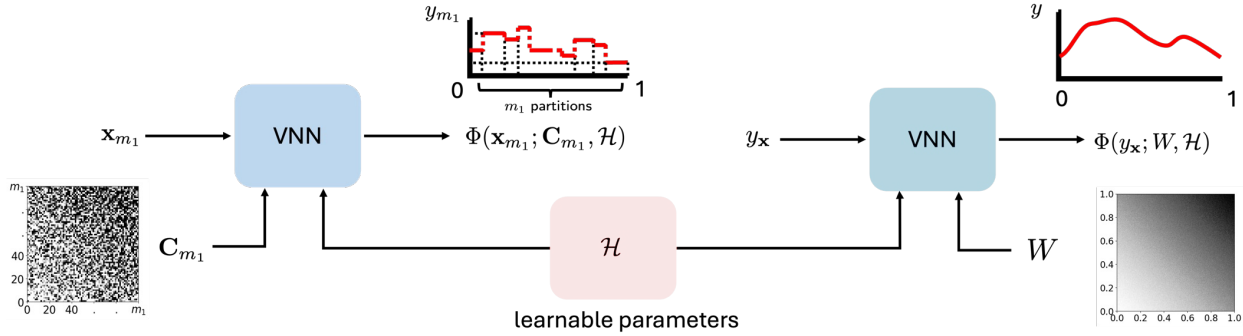 y_{m_1}
0
1
m_1 partitions
x_{m_1}
VNN
Φ(x_{m_1}; C_{m_1}, ℋ)
m_1
.
.
40
20
0
0 20 40 . . m_1
C_{m_1}
ℋ
learnable parameters
y
0
1
y_x
VNN
Φ(y_x; W, ℋ)
W
1.0
0.8
0.6
0.4
0.2
0.0
0.0 0.2 0.4 0.6 0.8 1.0